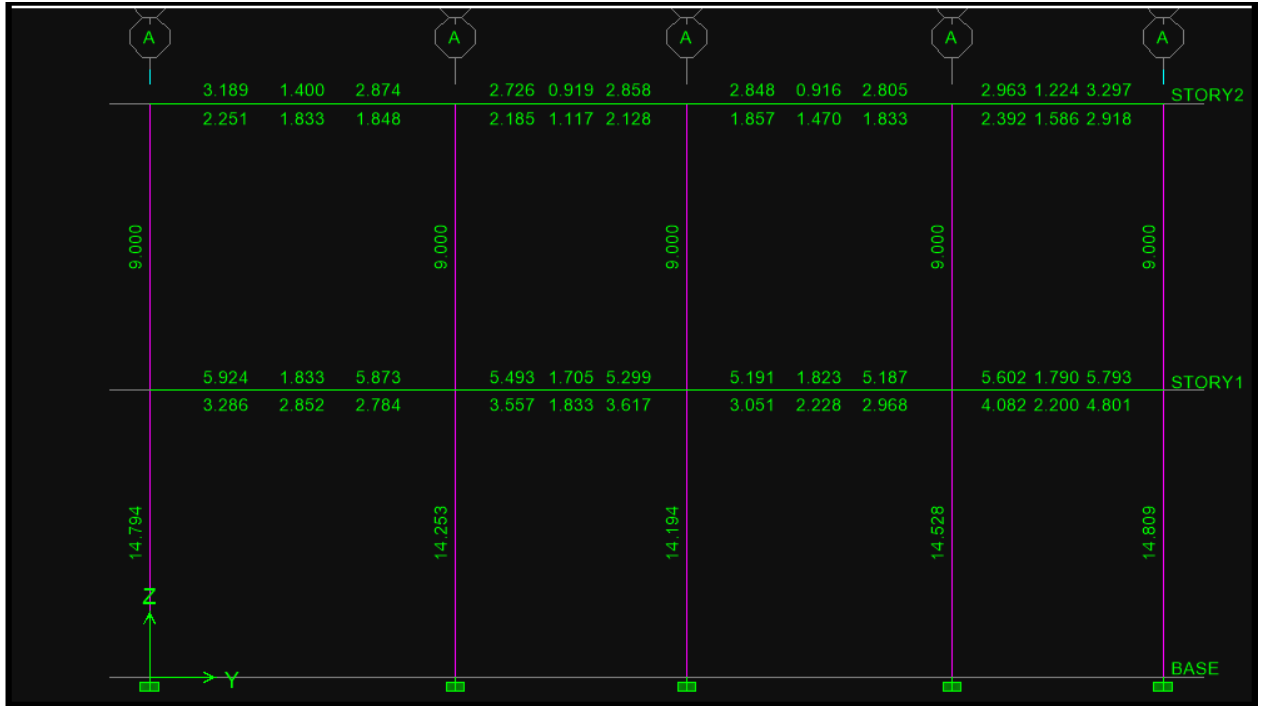 A A A A A
3.189 1.400 2.874 2.726 0.919 2.858 2.848 0.916 2.805 2.963 1.224 3.297 STORY2
2.251 1.833 1.848 2.185 1.117 2.128 1.857 1.470 1.833 2.392 1.586 2.918
9.000 9.000 9.000 9.000 9.000
5.924 1.833 5.873 5.493 1.705 5.299 5.191 1.823 5.187 5.602 1.790 5.793 STORY1
3.286 2.852 2.784 3.557 1.833 3.617 3.051 2.228 2.968 4.082 2.200 4.801
14.794 14.253 14.194 14.528 14.809
Z
Y BASE